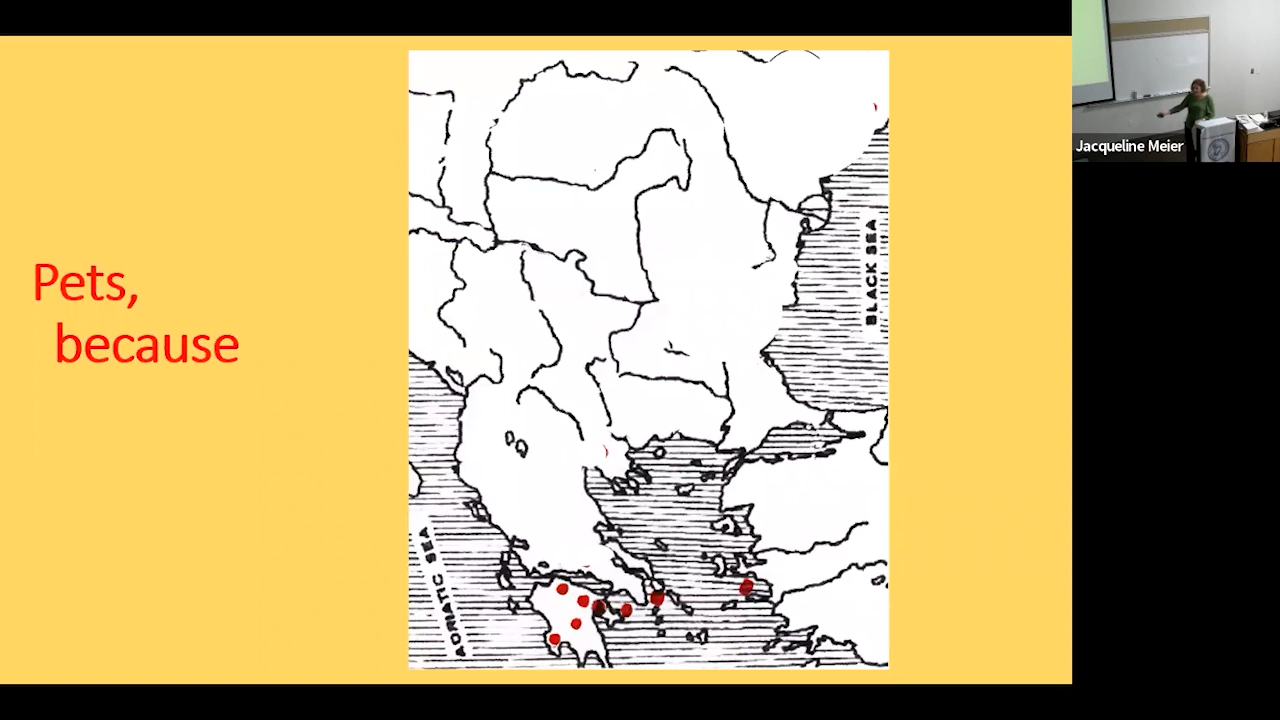 Pets,
because
BLACK SEA
ADRIATIC SEA
Jacqueline Meier